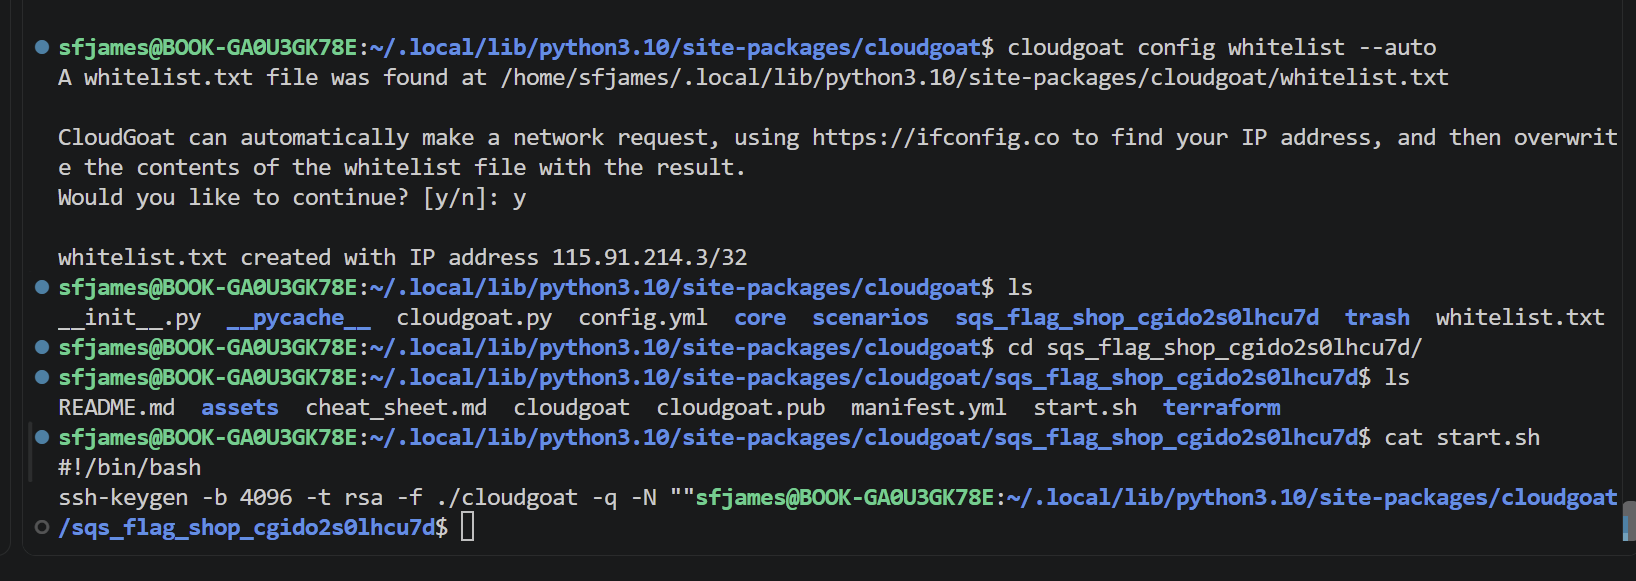 sfjames@BOOK-GA0U3GK78E:~/.local/lib/python3.10/site-packages/cloudgoat$ cloudgoat config whitelist --auto
A whitelist.txt file was found at /home/sfjames/.local/lib/python3.10/site-packages/cloudgoat/whitelist.txt
CloudGoat can automatically make a network request, using https://ifconfig.co to find your IP address, and then overwrit
e the contents of the whitelist file with the result.
Would you like to continue? [y/n]: y
whitelist.txt created with IP address 115.91.214.3/32
sfjames@BOOK-GA0U3GK78E:~/.local/lib/python3.10/site-packages/cloudgoat$ ls
__init__.py  __pycache__  cloudgoat.py  config.yml  core  scenarios  sqs_flag_shop_cgido2s0lhcu7d  trash  whitelist.txt
sfjames@BOOK-GA0U3GK78E:~/.local/lib/python3.10/site-packages/cloudgoat$ cd sqs_flag_shop_cgido2s0lhcu7d/
sfjames@BOOK-GA0U3GK78E:~/.local/lib/python3.10/site-packages/cloudgoat/sqs_flag_shop_cgido2s0lhcu7d$ ls
README.md  assets  cheat_sheet.md  cloudgoat  cloudgoat.pub  manifest.yml  start.sh  terraform
sfjames@BOOK-GA0U3GK78E:~/.local/lib/python3.10/site-packages/cloudgoat/sqs_flag_shop_cgido2s0lhcu7d$ cat start.sh
#!/bin/bash
ssh-keygen -b 4096 -t rsa -f ./cloudgoat -q -N ""sfjames@BOOK-GA0U3GK78E:~/.local/lib/python3.10/site-packages/cloudgoat
/sqs_flag_shop_cgido2s0lhcu7d$